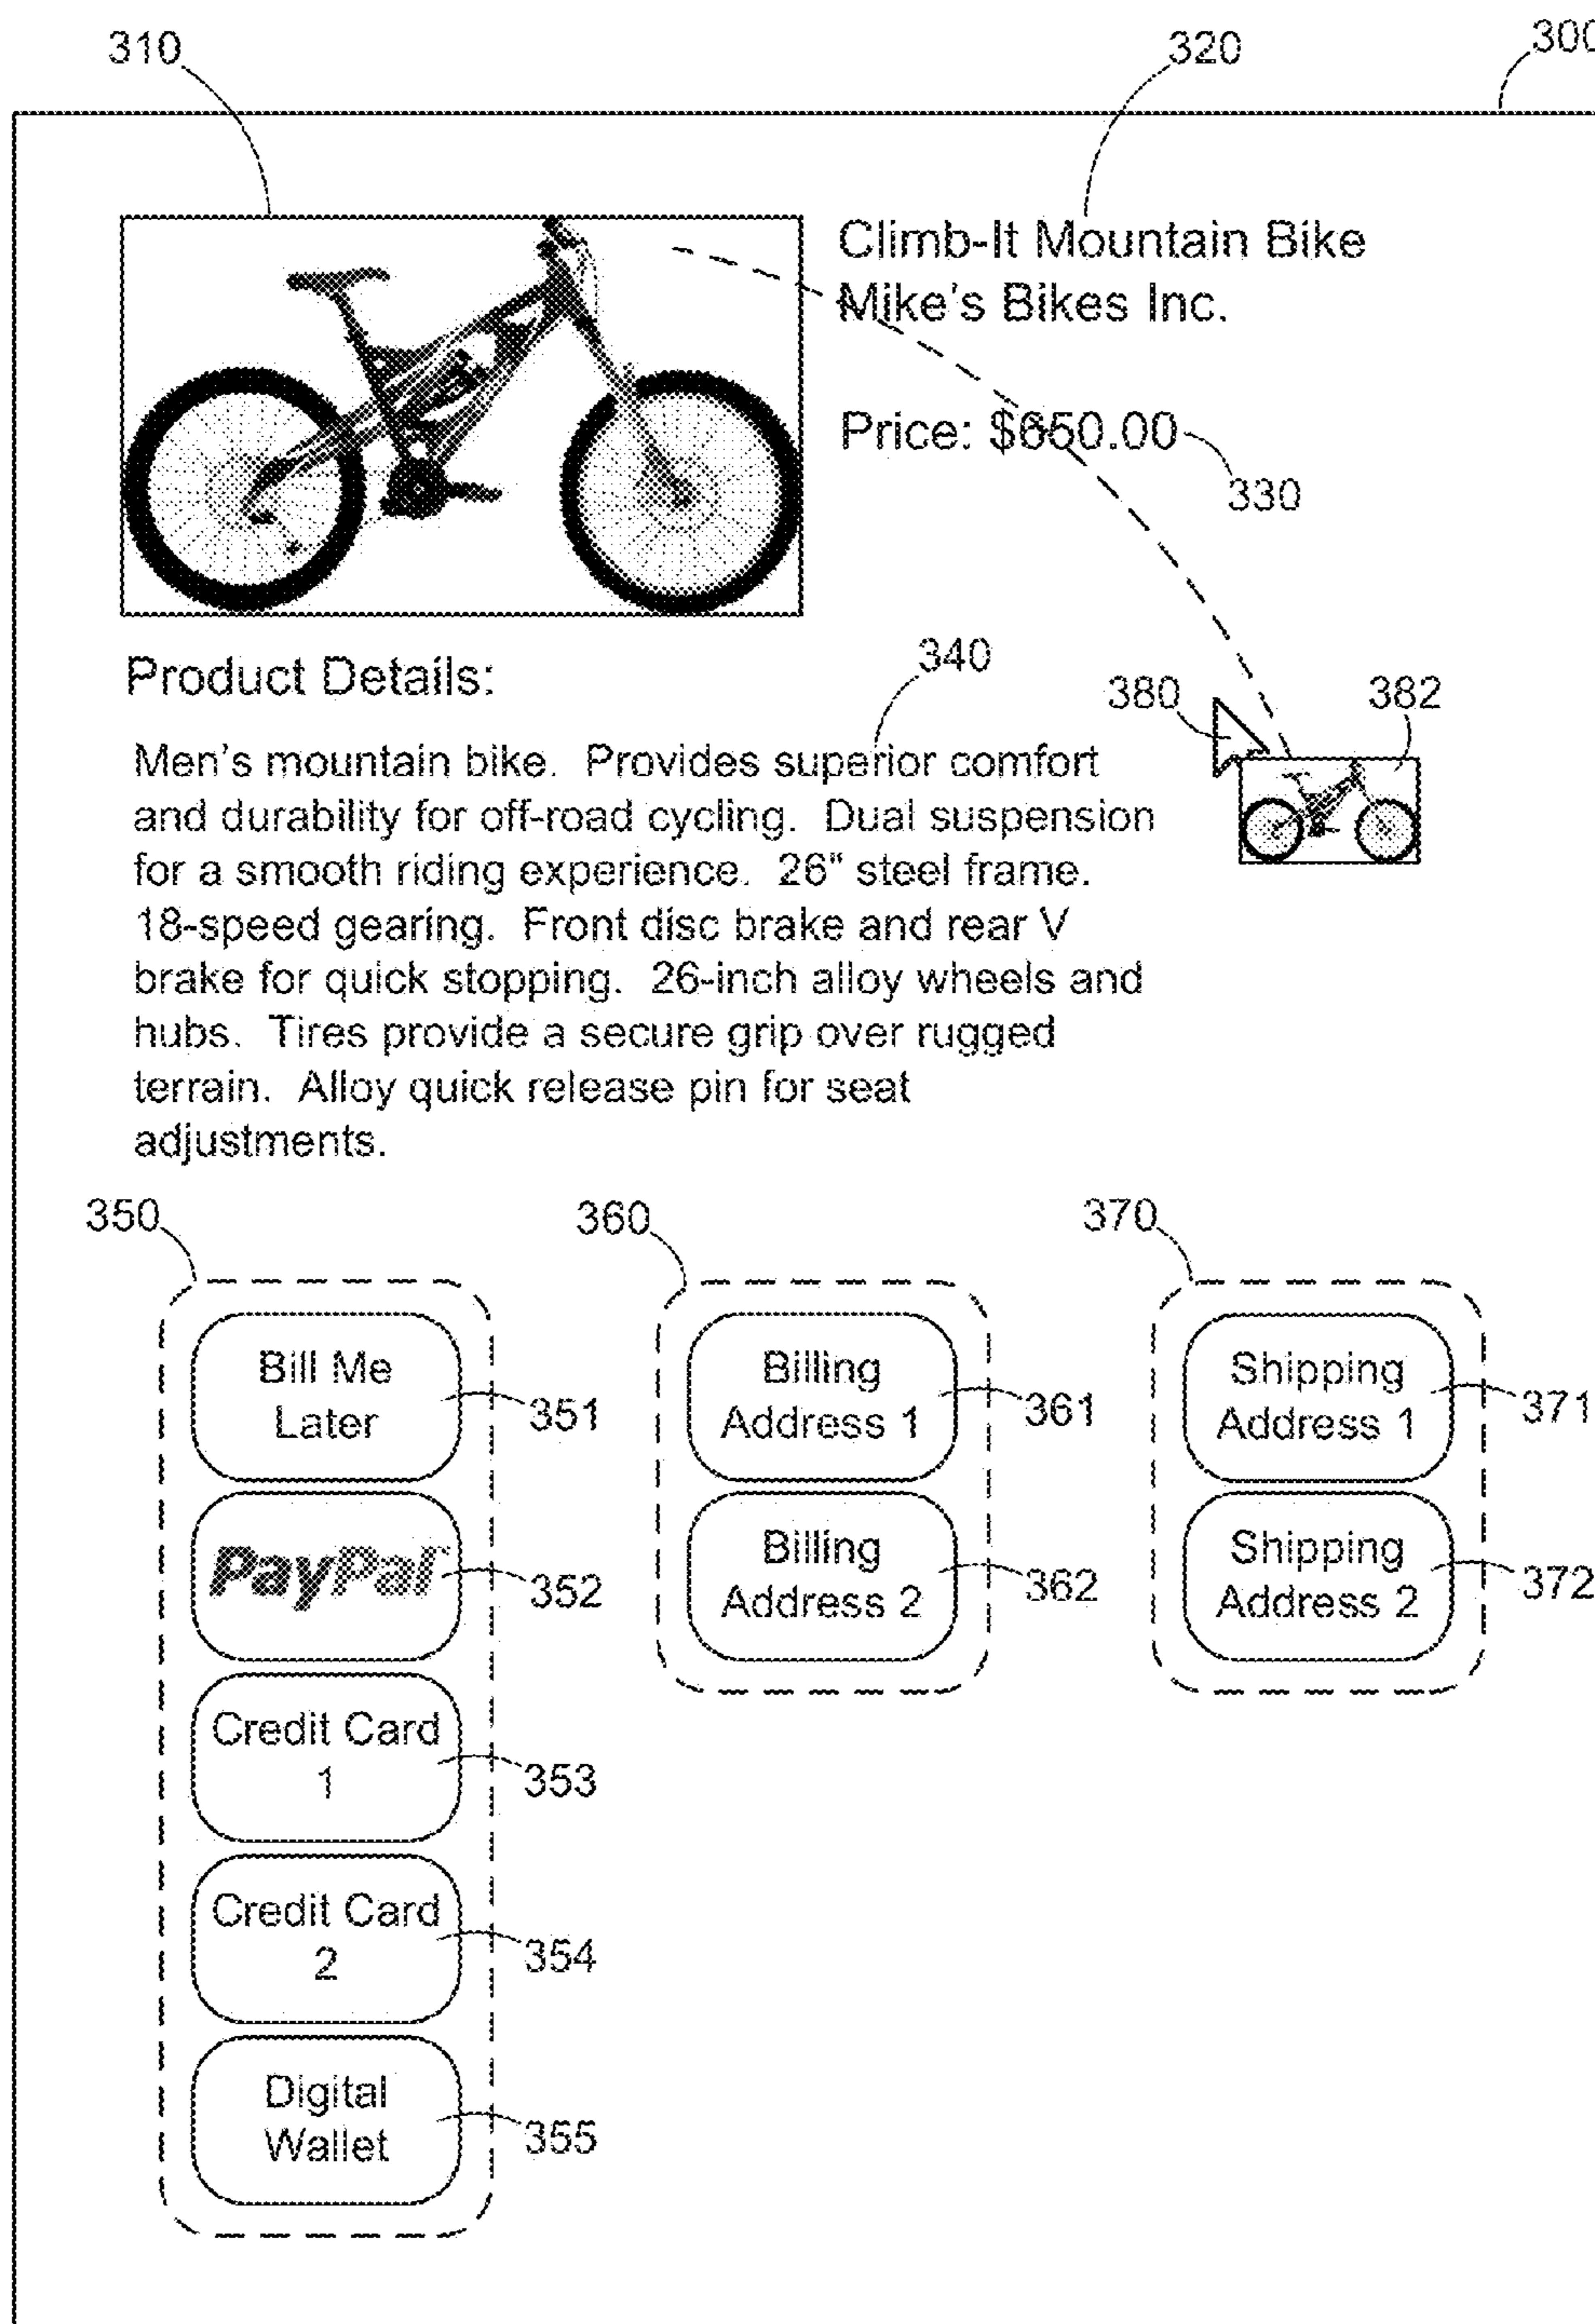 310
320
300
Climb-It Mountain Bike
Mike's Bikes Inc.
Price: $650.00
330
Product Details:
340
380
382
Men's mountain bike. Provides superior comfort
and durability for off-road cycling. Dual suspension
for a smooth riding experience. 26" steel frame.
18-speed gearing. Front disc brake and rear V
brake for quick stopping. 26-inch alloy wheels and
hubs. Tires provide a secure grip over rugged
terrain. Alloy quick release pin for seat
adjustments.
350
360
370
Bill Me
Later
351
Billing
Address 1
361
Shipping
Address 1
371
PayPal
352
Billing
Address 2
362
Shipping
Address 2
372
Credit Card
1
353
Credit Card
2
354
Digital
Wallet
355